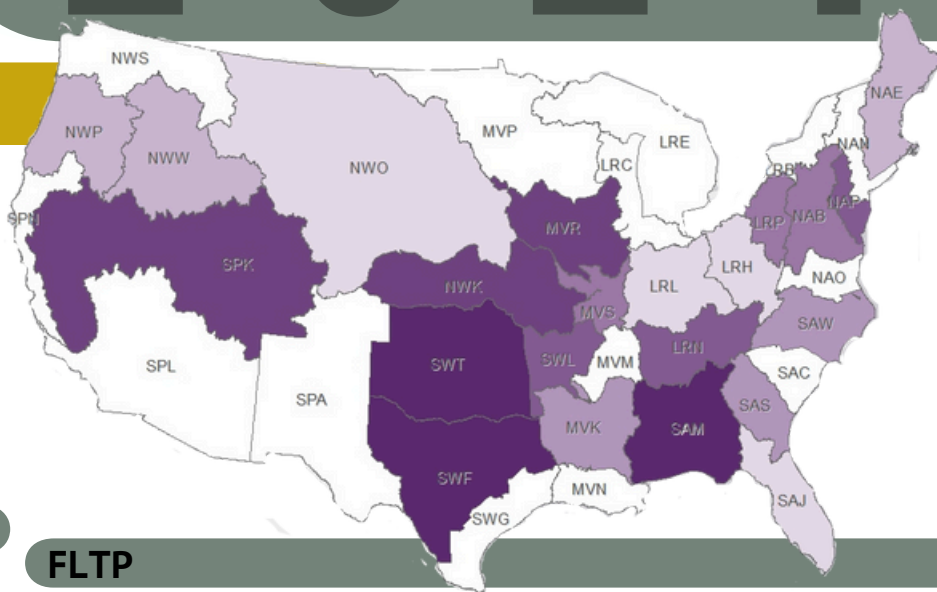 NWS
NAE
NWP
MVP
LRE
NAN
NWW
NWO
LRC
NAP
SPN
MVR
LRP
NAB
SPK
LRH
NAO
NWK
LRL
MVS
SAW
LRN
SWL
MVM
SWT
SPL
SAC
SPA
SAS
MVK
SAM
SWF
MVN
SAJ
SWG
FLTP